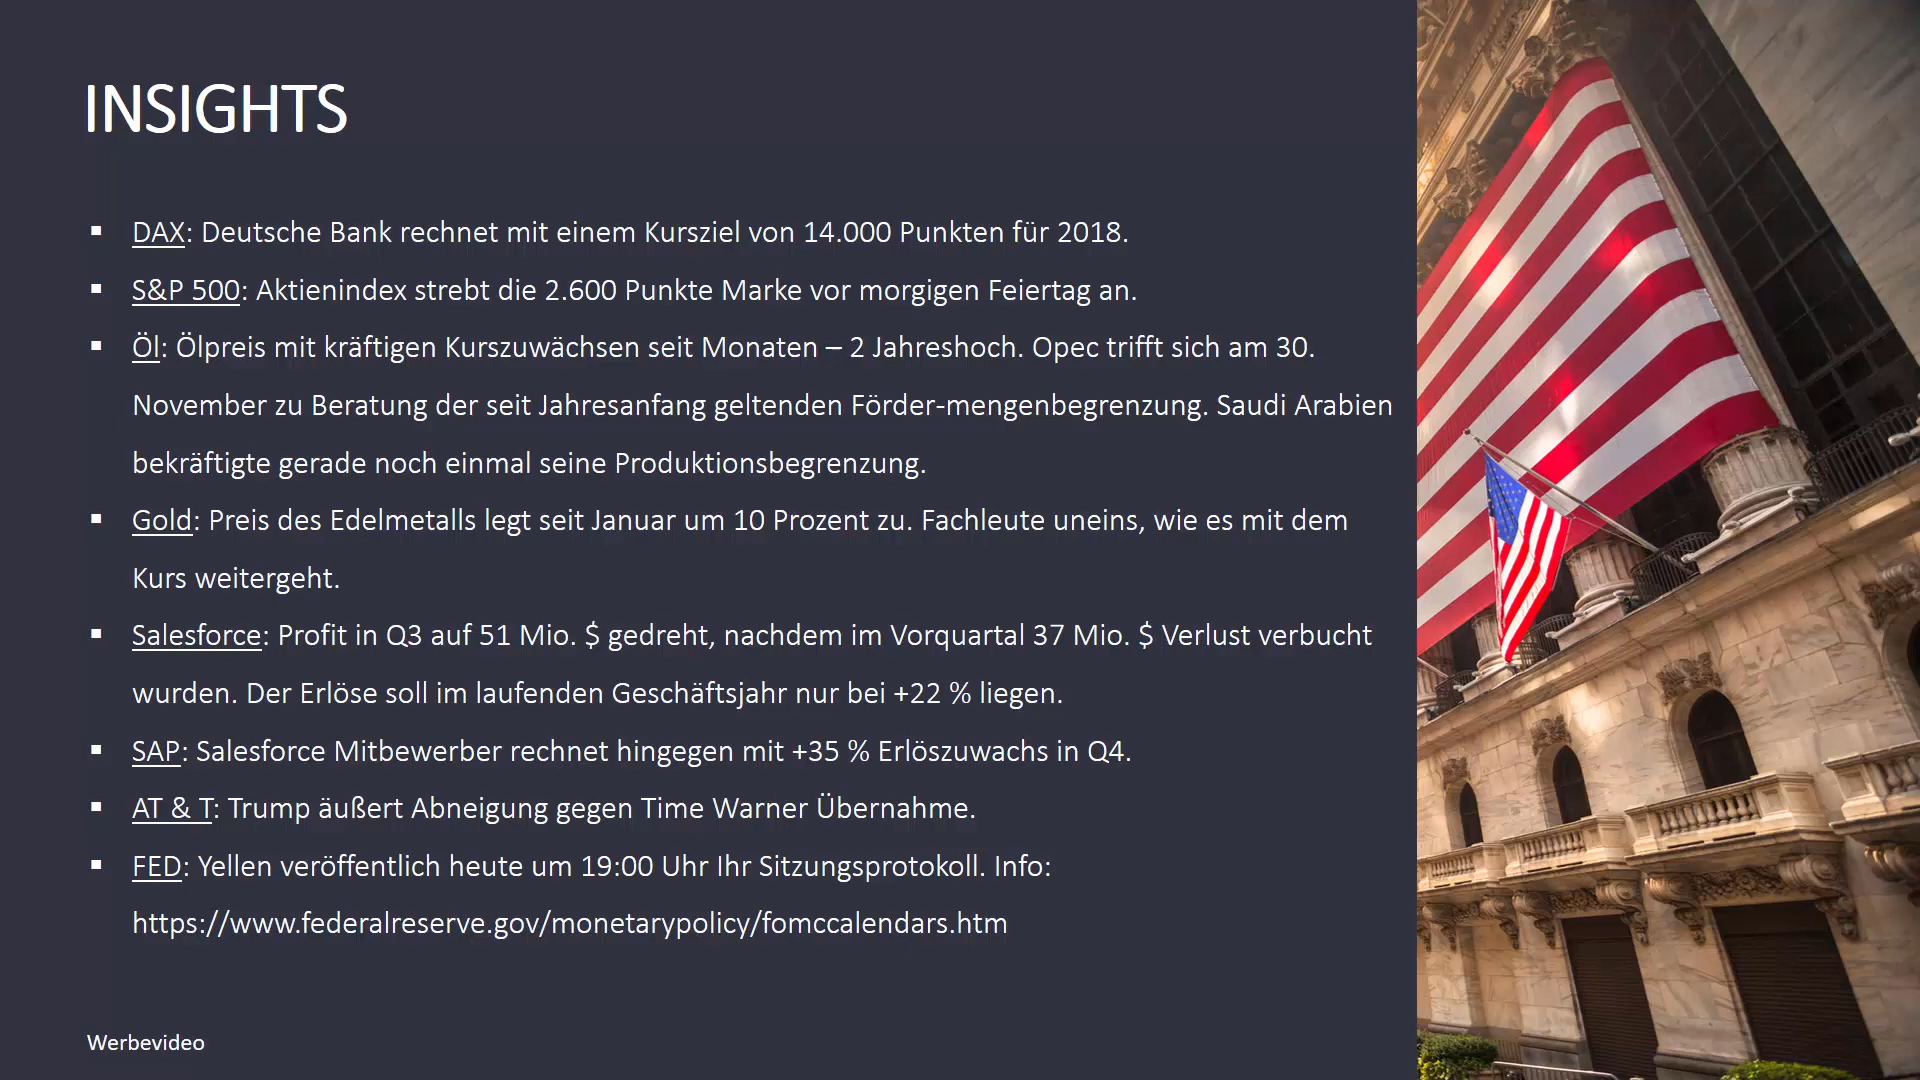 INSIGHTS
▪ DAX: Deutsche Bank rechnet mit einem Kursziel von 14.000 Punkten für 2018.
▪ S&P 500: Aktienindex strebt die 2.600 Punkte Marke vor morgigen Feiertag an.
▪ Öl: Ölpreis mit kräftigen Kurszuwächsen seit Monaten – 2 Jahreshoch. Opec trifft sich am 30.
November zu Beratung der seit Jahresanfang geltenden Förder-mengenbegrenzung. Saudi Arabien
bekräftigte gerade noch einmal seine Produktionsbegrenzung.
▪ Gold: Preis des Edelmetalls legt seit Januar um 10 Prozent zu. Fachleute uneins, wie es mit dem
Kurs weitergeht.
▪ Salesforce: Profit in Q3 auf 51 Mio. $ gedreht, nachdem im Vorquartal 37 Mio. $ Verlust verbucht
wurden. Der Erlöse soll im laufenden Geschäftsjahr nur bei +22 % liegen.
▪ SAP: Salesforce Mitbewerber rechnet hingegen mit +35 % Erlöszuwachs in Q4.
▪ AT & T: Trump äußert Abneigung gegen Time Warner Übernahme.
▪ FED: Yellen veröffentlich heute um 19:00 Uhr Ihr Sitzungsprotokoll. Info:
https://www.federalreserve.gov/monetarypolicy/fomccalendars.htm
Werbevideo